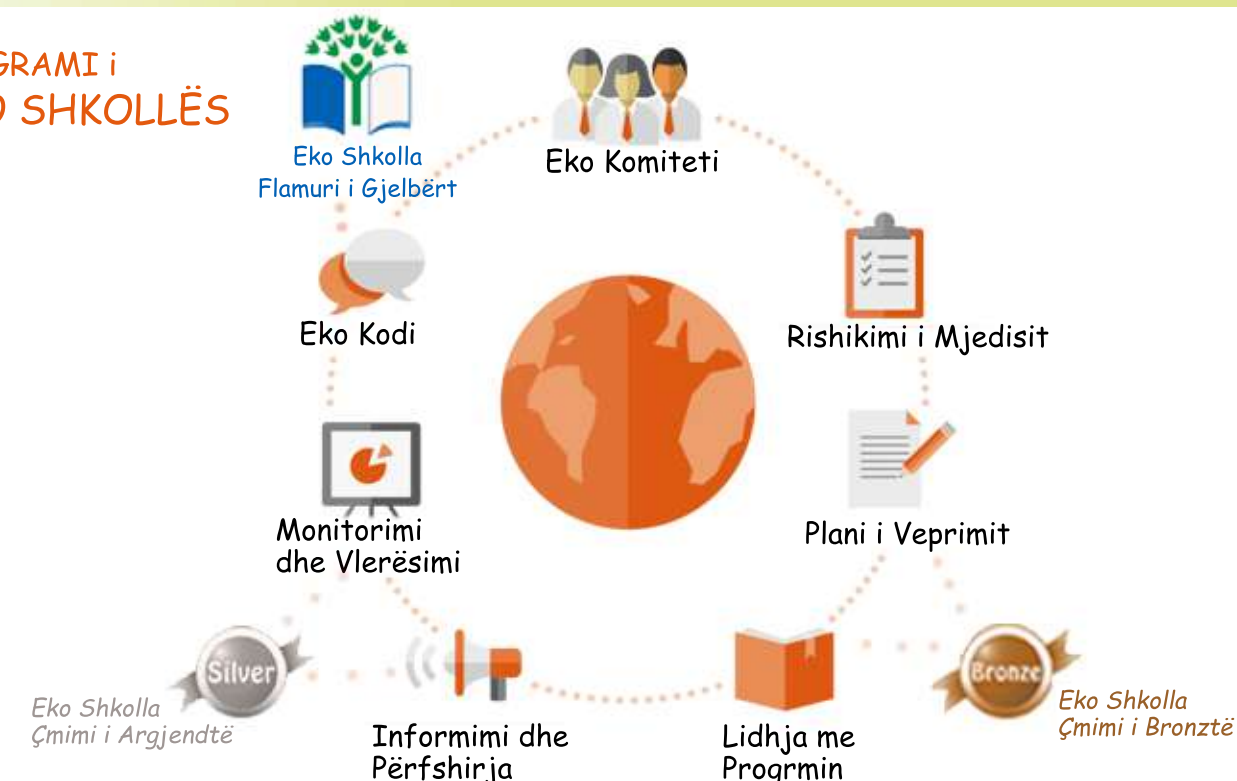 GRAMI i
SHKOLLËS
Eko Shkolla
Flamuri i Gjelbërt
Eko Komiteti
Eko Kodi
Rishikimi i Mjedisit
Monitorimi
dhe Vlerësimi
Plani i Veprimit
Silver
Eko Shkolla
Çmimi i Argjendtë
Bronze
Eko Shkolla
Çmimi i Bronztë
Informimi dhe
Përfshirja
Lidhja me
Progrmin